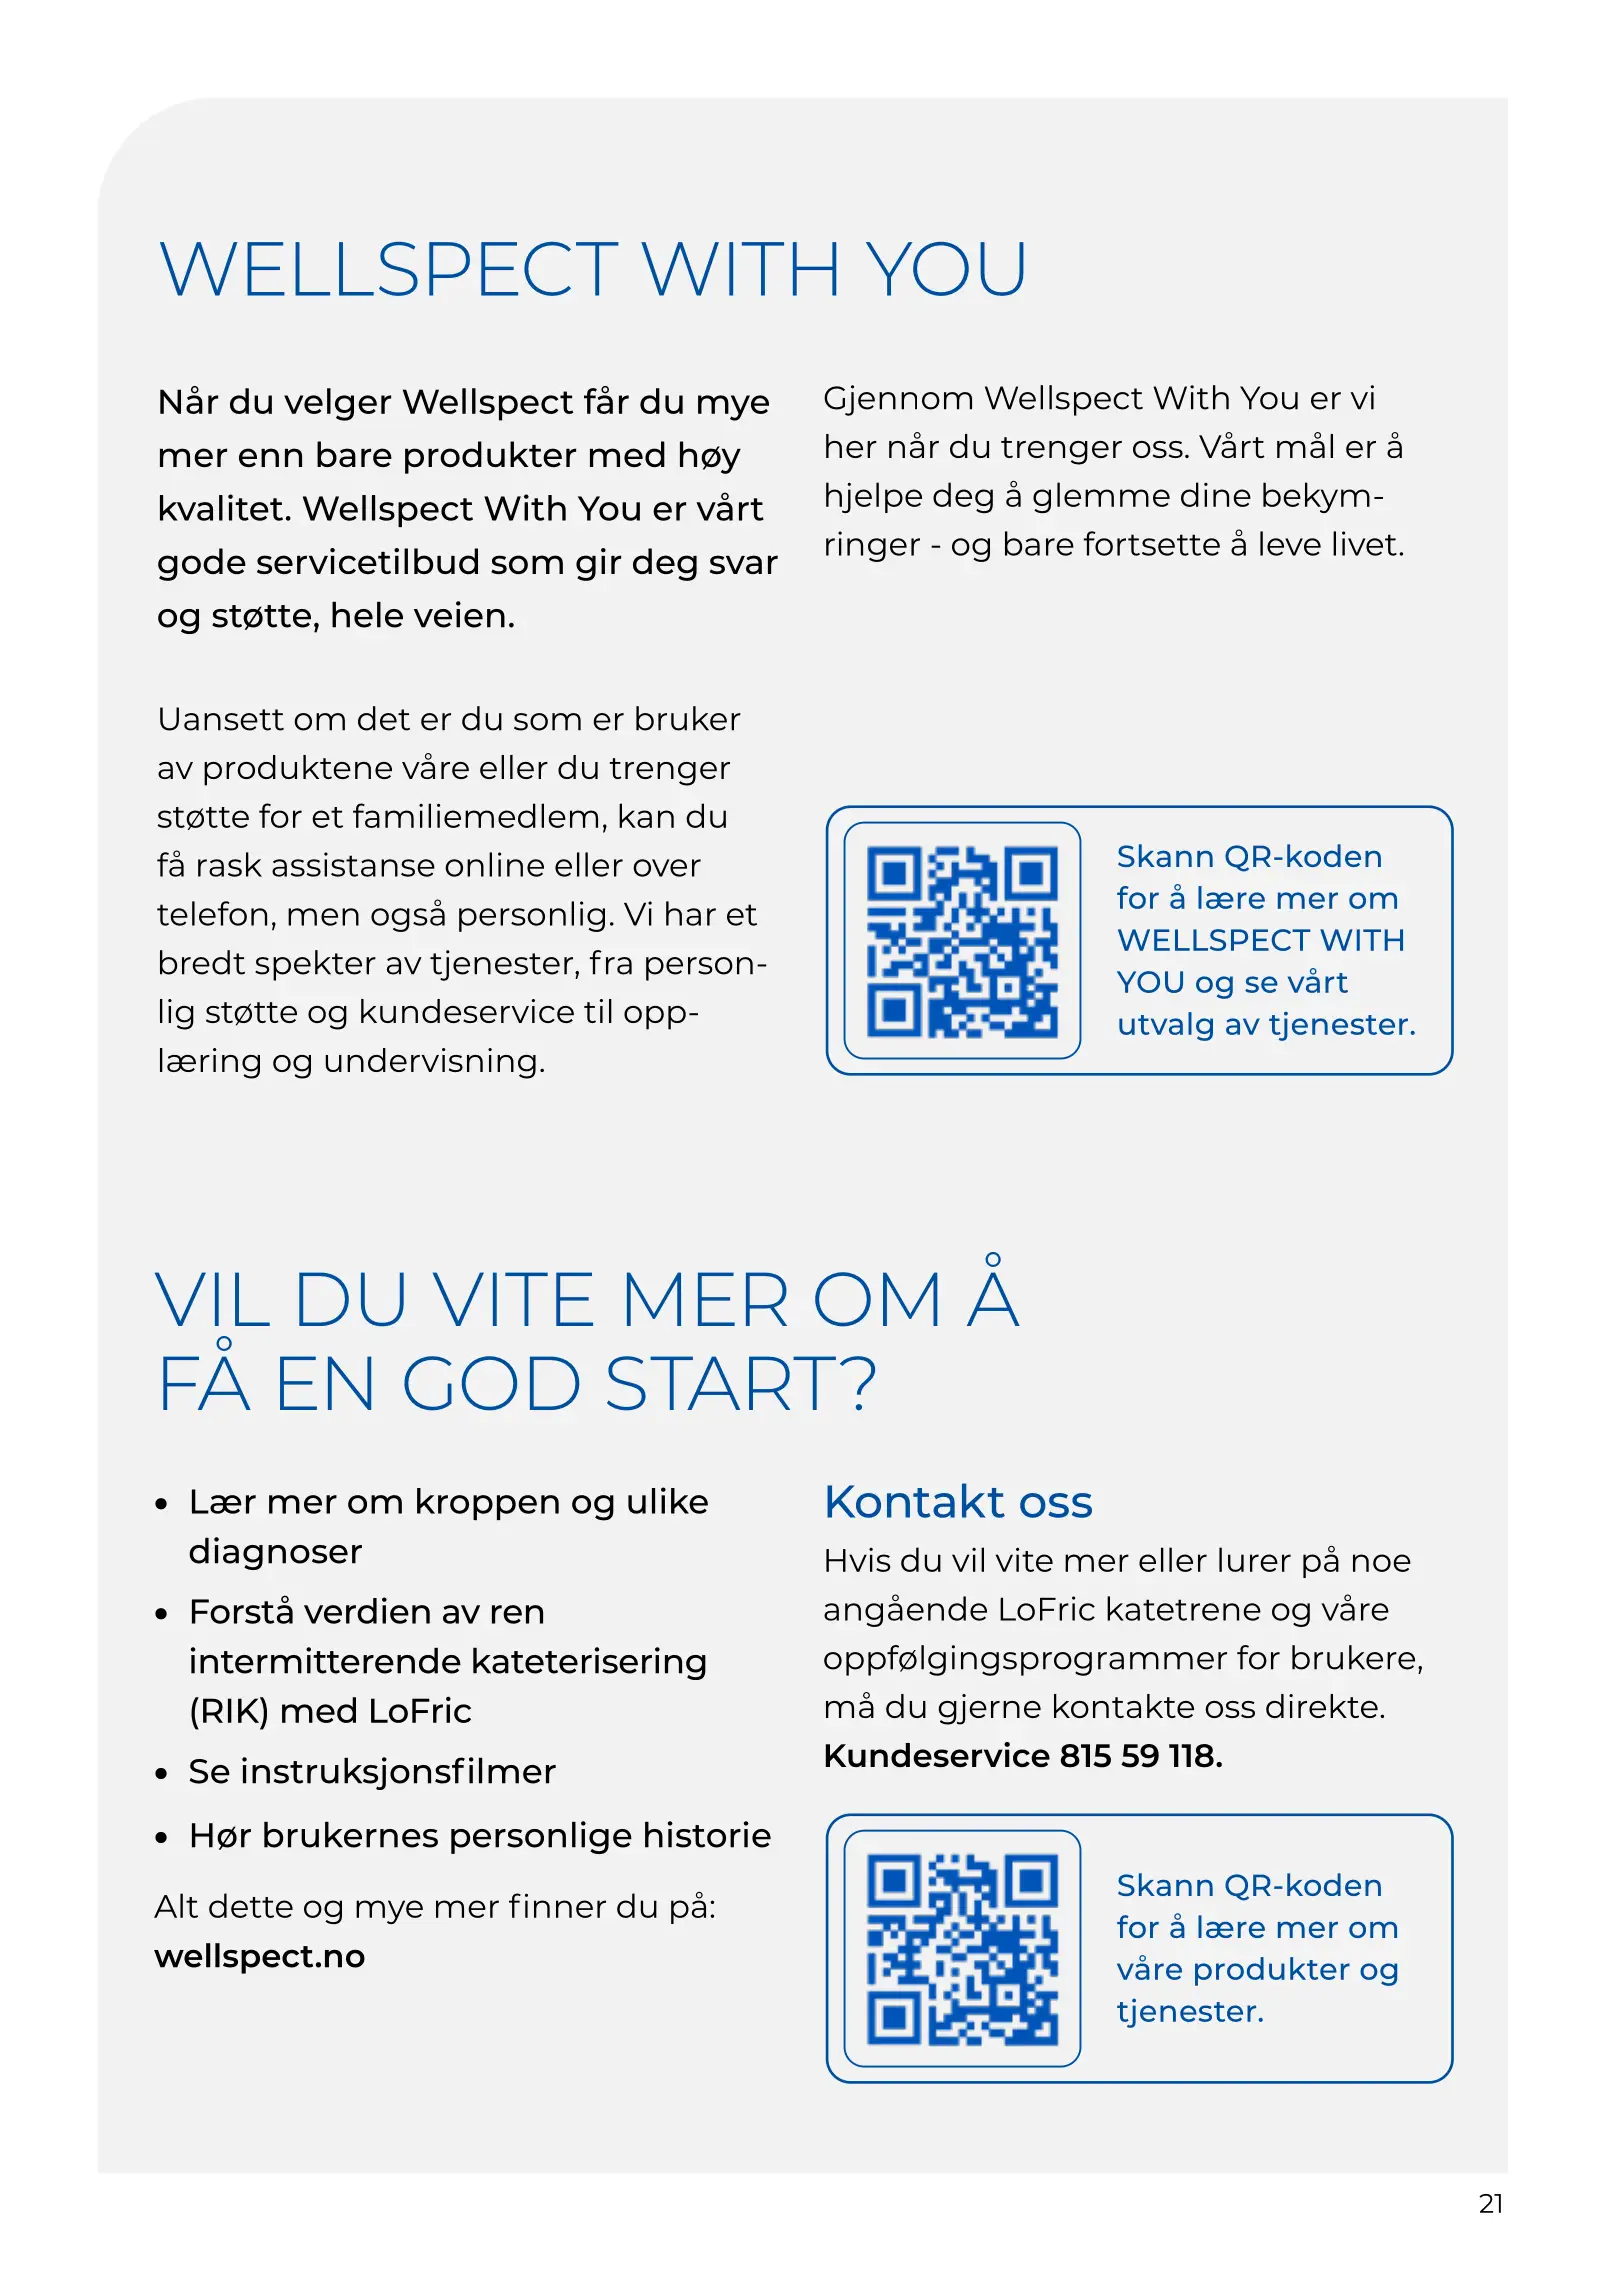 WELLSPECT WITH YOU
Når du velger Wellspect får du mye
mer enn bare produkter med høy
kvalitet. Wellspect With You er vårt
gode servicetilbud som gir deg svar
og støtte, hele veien.
Uansett om det er du som er bruker
av produktene våre eller du trenger
støtte for et familiemedlem, kan du
få rask assistanse online eller over
telefon, men også personlig. Vi har et
bredt spekter av tjenester, fra person-
lig støtte og kundeservice til opp-
læring og undervisning.
Gjennom Wellspect With You er vi
her når du trenger oss. Vårt mål er å
hjelpe deg å glemme dine bekym-
ringer - og bare fortsette å leve livet.
Skann QR-koden
for å lære mer om
WELLSPECT WITH
YOU og se vårt
utvalg av tjenester.
VIL DU VITE MER OM Å
FÅ EN GOD START?
• Lær mer om kroppen og ulike
diagnoser
• Forstå verdien av ren
intermitterende kateterisering
(RIK) med LoFric
• Se instruksjonsfilmer
• Hør brukernes personlige historie
Alt dette og mye mer finner du på:
wellspect.no
Kontakt oss
Hvis du vil vite mer eller lurer på noe
angående LoFric katetrene og våre
oppfølgingsprogrammer for brukere,
må du gjerne kontakte oss direkte.
Kundeservice 815 59 118.
Skann QR-koden
for å lære mer om
våre produkter og
tjenester.
21